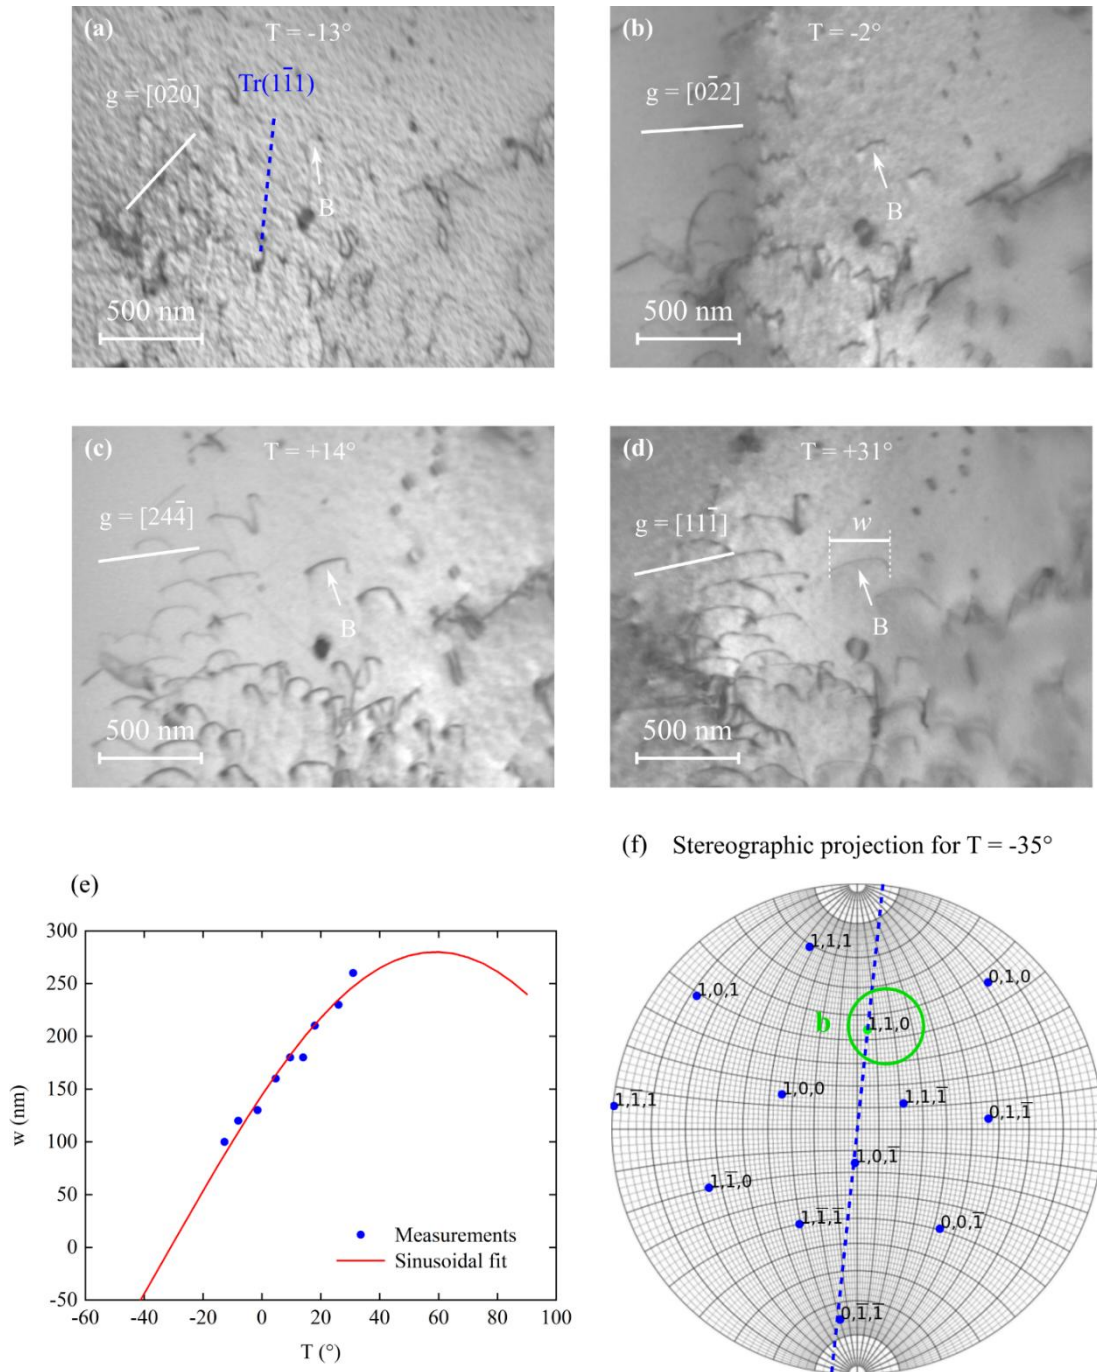 (a) T = -13°
Tr(11̅1)
g = [02̅0]
B
500 nm
(b) T = -2°
g = [02̅2]
B
500 nm
(c) T = +14°
g = [244̅]
B
500 nm
(d) T = +31°
g = [111̅]
w
B
500 nm
(e)
300
250
200
150
100
50
0
-50
w (nm)
Measurements
Sinusoidal fit
-60 -40 -20 0 20 40 60 80 100
T (°)
(f) Stereographic projection for T = -35°
1,1,1
0,1,0
1,0,1
b
1,1,0
1,0,0
1,1,1̅
1,1̅,1
0,1,1̅
1,0,1̅
1,1̅,0
1,1̅,1̅
0,0,1̅
0,1̅,1̅